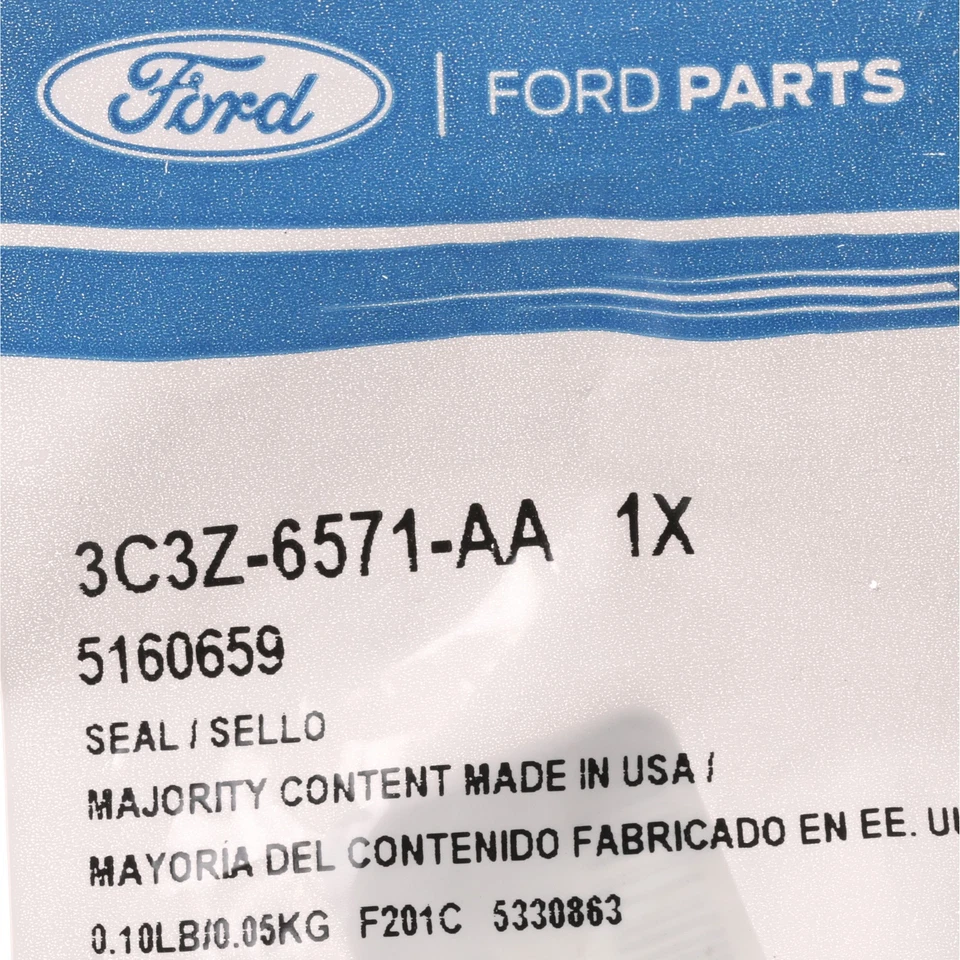 Ford | FORD PARTS
3C3Z-6571-AA 1X
5160659
SEAL / SELLO
MAJORITY CONTENT MADE IN USA /
MAYORÍA DEL CONTENIDO FABRICADO EN EE.
0.10LB/0.05KG F201C 5330863